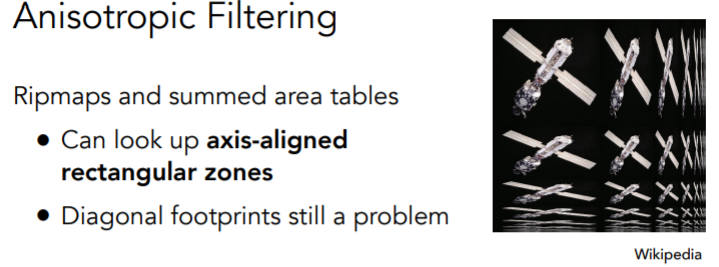 Anisotropic Filtering
Ripmaps and summed area tables
• Can look up axis-aligned
rectangular zones
• Diagonal footprints still a problem
Wikipedia